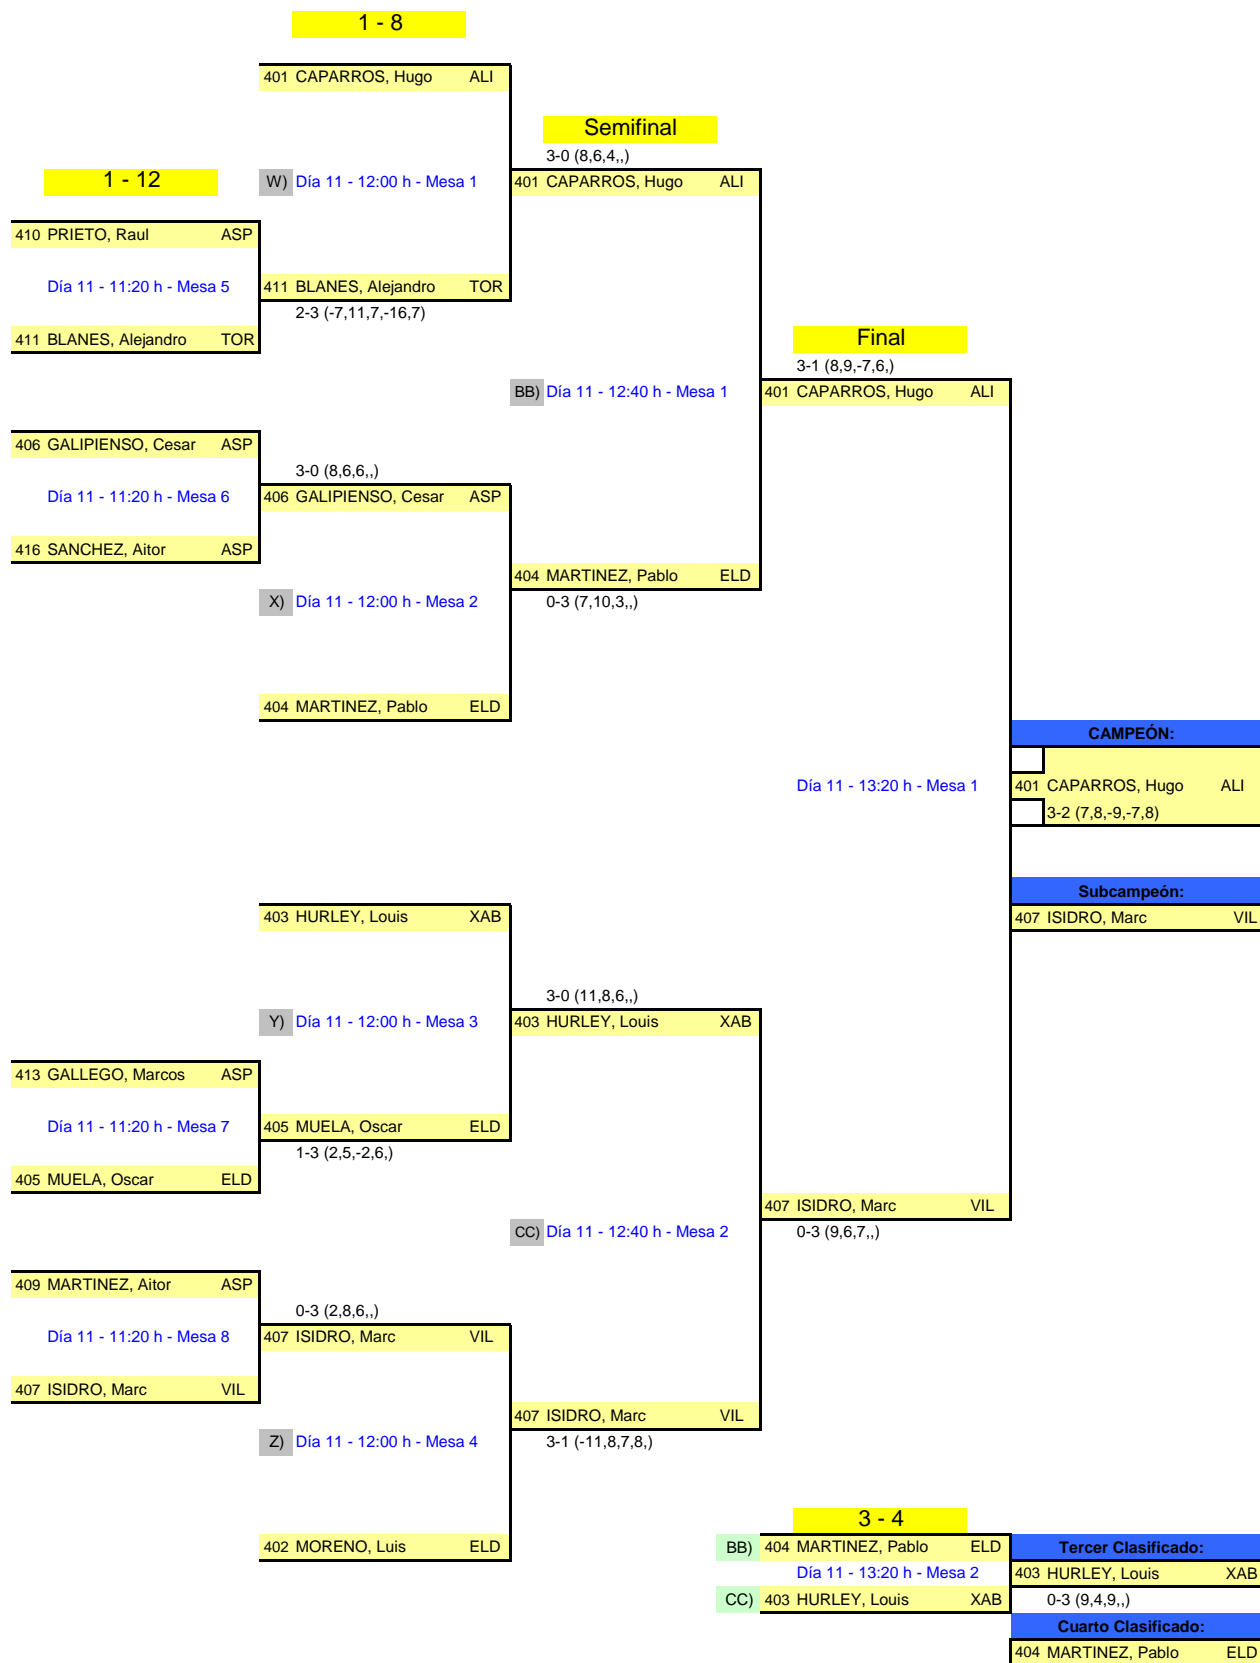 1 - 8
401 CAPARROS, Hugo ALI
Semifinal
3-0 (8,6,4,,)
1 - 12
W) Día 11 - 12:00 h - Mesa 1
401 CAPARROS, Hugo ALI
410 PRIETO, Raul ASP
Día 11 - 11:20 h - Mesa 5
411 BLANES, Alejandro TOR
2-3 (-7,11,7,-16,7)
411 BLANES, Alejandro TOR
Final
3-1 (8,9,-7,6,)
BB) Día 11 - 12:40 h - Mesa 1
401 CAPARROS, Hugo ALI
406 GALIPIENSO, Cesar ASP
3-0 (8,6,6,,)
Día 11 - 11:20 h - Mesa 6
406 GALIPIENSO, Cesar ASP
416 SANCHEZ, Aitor ASP
404 MARTINEZ, Pablo ELD
X) Día 11 - 12:00 h - Mesa 2
0-3 (7,10,3,,)
404 MARTINEZ, Pablo ELD
CAMPEÓN:
Día 11 - 13:20 h - Mesa 1
401 CAPARROS, Hugo ALI
3-2 (7,8,-9,-7,8)
Subcampeón:
403 HURLEY, Louis XAB
407 ISIDRO, Marc VIL
3-0 (11,8,6,,)
Y) Día 11 - 12:00 h - Mesa 3
403 HURLEY, Louis XAB
413 GALLEGO, Marcos ASP
Día 11 - 11:20 h - Mesa 7
405 MUELA, Oscar ELD
1-3 (2,5,-2,6,)
405 MUELA, Oscar ELD
407 ISIDRO, Marc VIL
CC) Día 11 - 12:40 h - Mesa 2
0-3 (9,6,7,,)
409 MARTINEZ, Aitor ASP
0-3 (2,8,6,,)
Día 11 - 11:20 h - Mesa 8
407 ISIDRO, Marc VIL
407 ISIDRO, Marc VIL
407 ISIDRO, Marc VIL
Z) Día 11 - 12:00 h - Mesa 4
3-1 (-11,8,7,8,)
3 - 4
402 MORENO, Luis ELD
BB) 404 MARTINEZ, Pablo ELD
Tercer Clasificado:
Día 11 - 13:20 h - Mesa 2
403 HURLEY, Louis XAB
CC) 403 HURLEY, Louis XAB
0-3 (9,4,9,,)
Cuarto Clasificado:
404 MARTINEZ, Pablo ELD